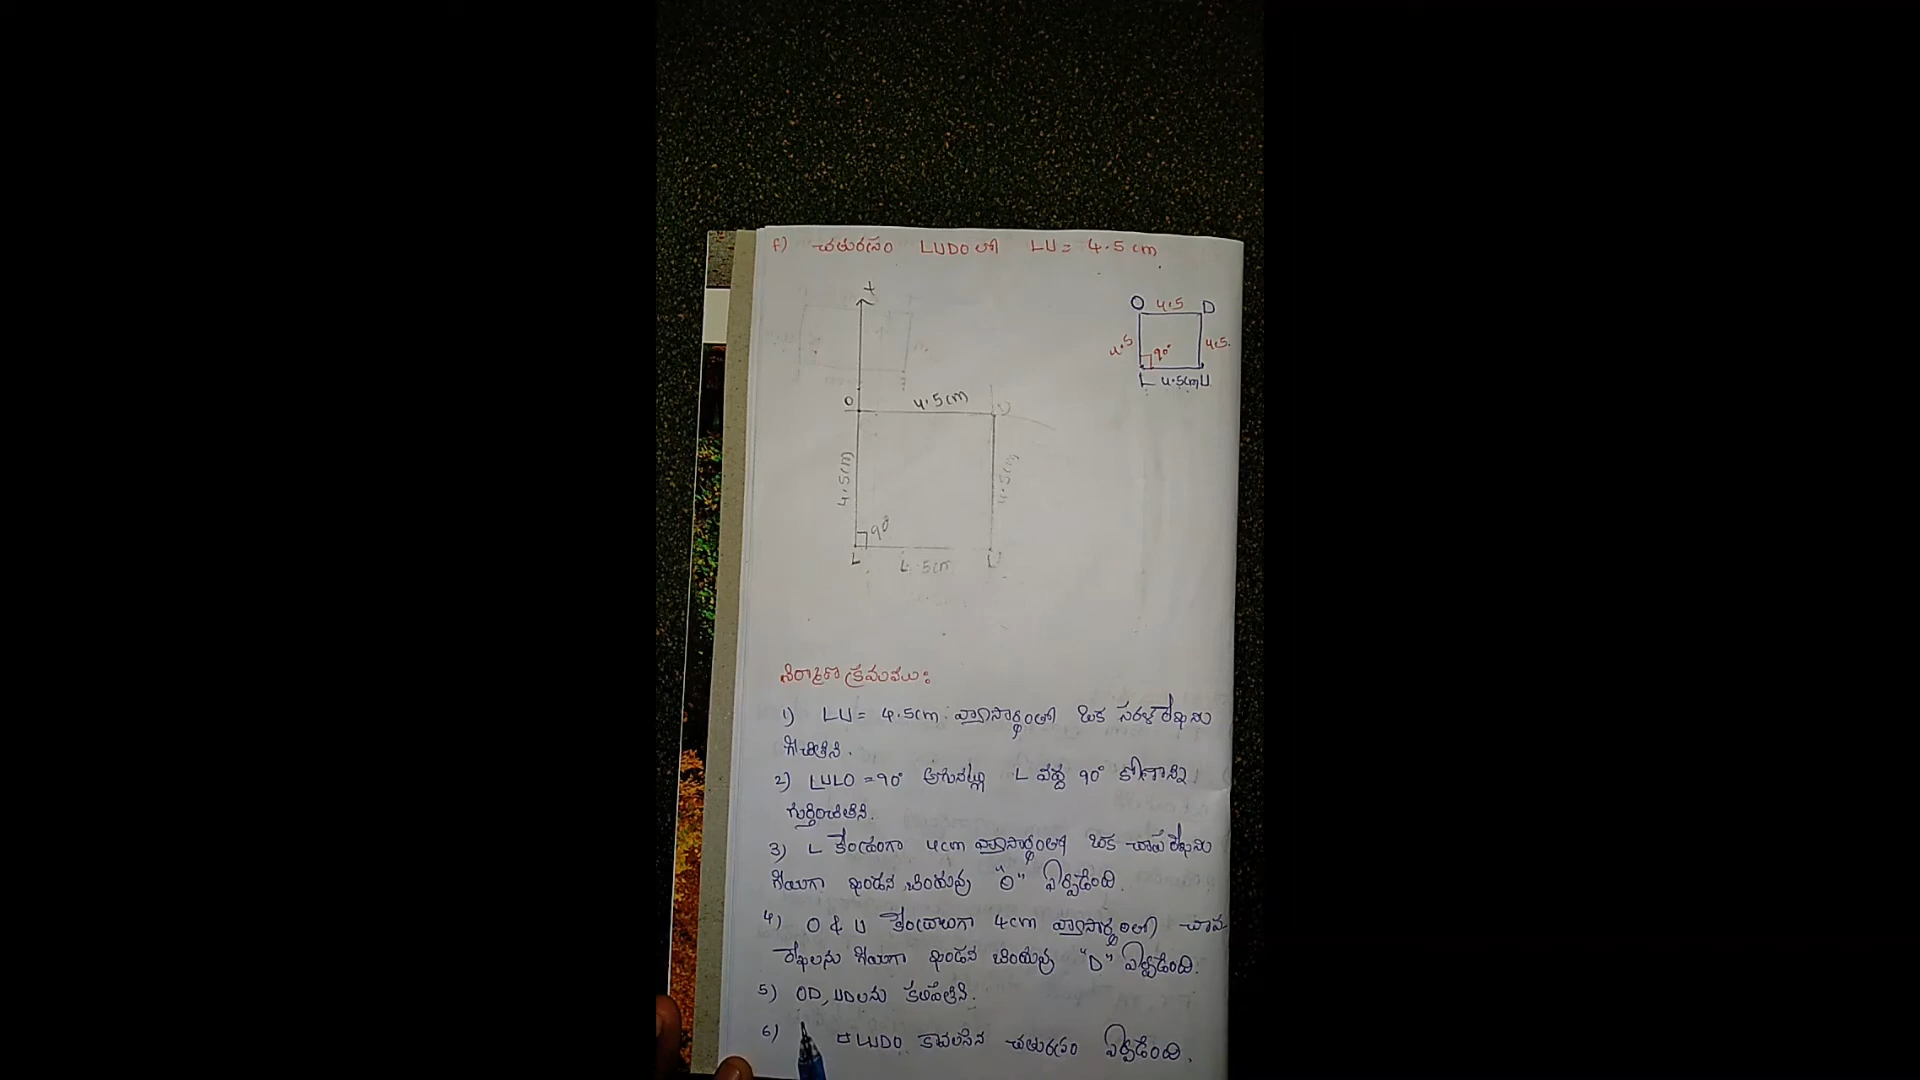 f) చతురస్రం LUDO లో LU = 4.5 cm
O 4.5 D
4.5 90° 4.5
L 4.5cm U
O 4.5cm
4.5cm 4.5cm
90°
L 5cm
నిర్మాణ క్రమములు:
1) LU = 4.5cm వ్యాసార్థంతో ఒక సరళరేఖను
గీచితిని.
2) ∠ULO = 90° అగునట్లు L వద్ద 90° కోణాన్ని
గుర్తించితిని.
3) L కేంద్రంగా 4cm వ్యాసార్థంతో ఒక చాపరేఖను
గీయగా ఖండన బిందువు "O" ఏర్పడింది.
4) O & U కేంద్రాలుగా 4cm వ్యాసార్థంలో చాప
రేఖలను గీయగా ఖండన బిందువు "D" ఏర్పడింది.
5) OD, UD లను కలిపితిని.
6) □ LUDO కావలసిన చతురస్రం ఏర్పడింది.